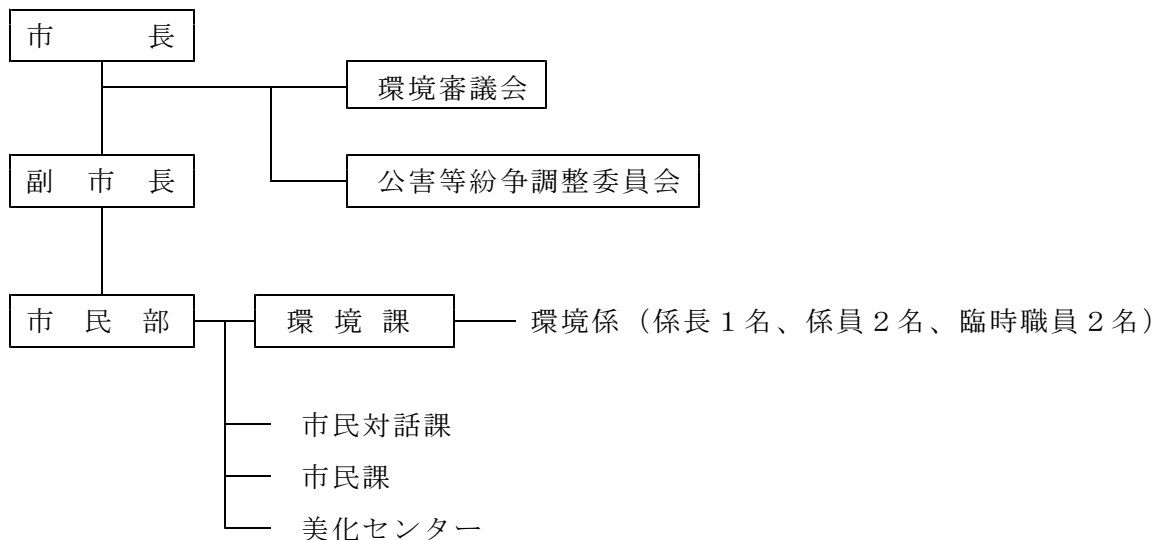 市長
環境審議会
副市長
公害等紛争調整委員会
市民部 環境課 環境係（係長１名、係員２名、臨時職員２名）
市民対話課
市民課
美化センター